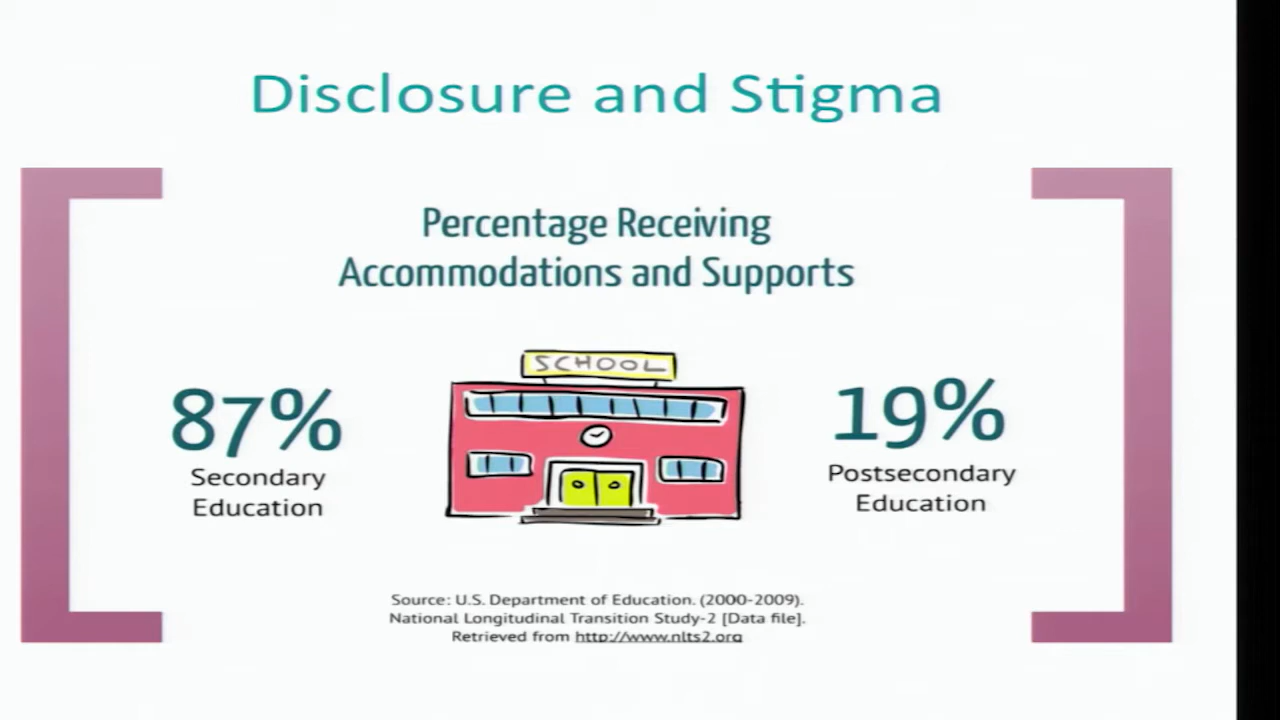 Disclosure and Stigma
Percentage Receiving
Accommodations and Supports
SCHOOL
87%
Secondary
Education
19%
Postsecondary
Education
Source: U.S. Department of Education. (2000-2009).
National Longitudinal Transition Study-2 [Data file].
Retrieved from http://www.nlts2.org